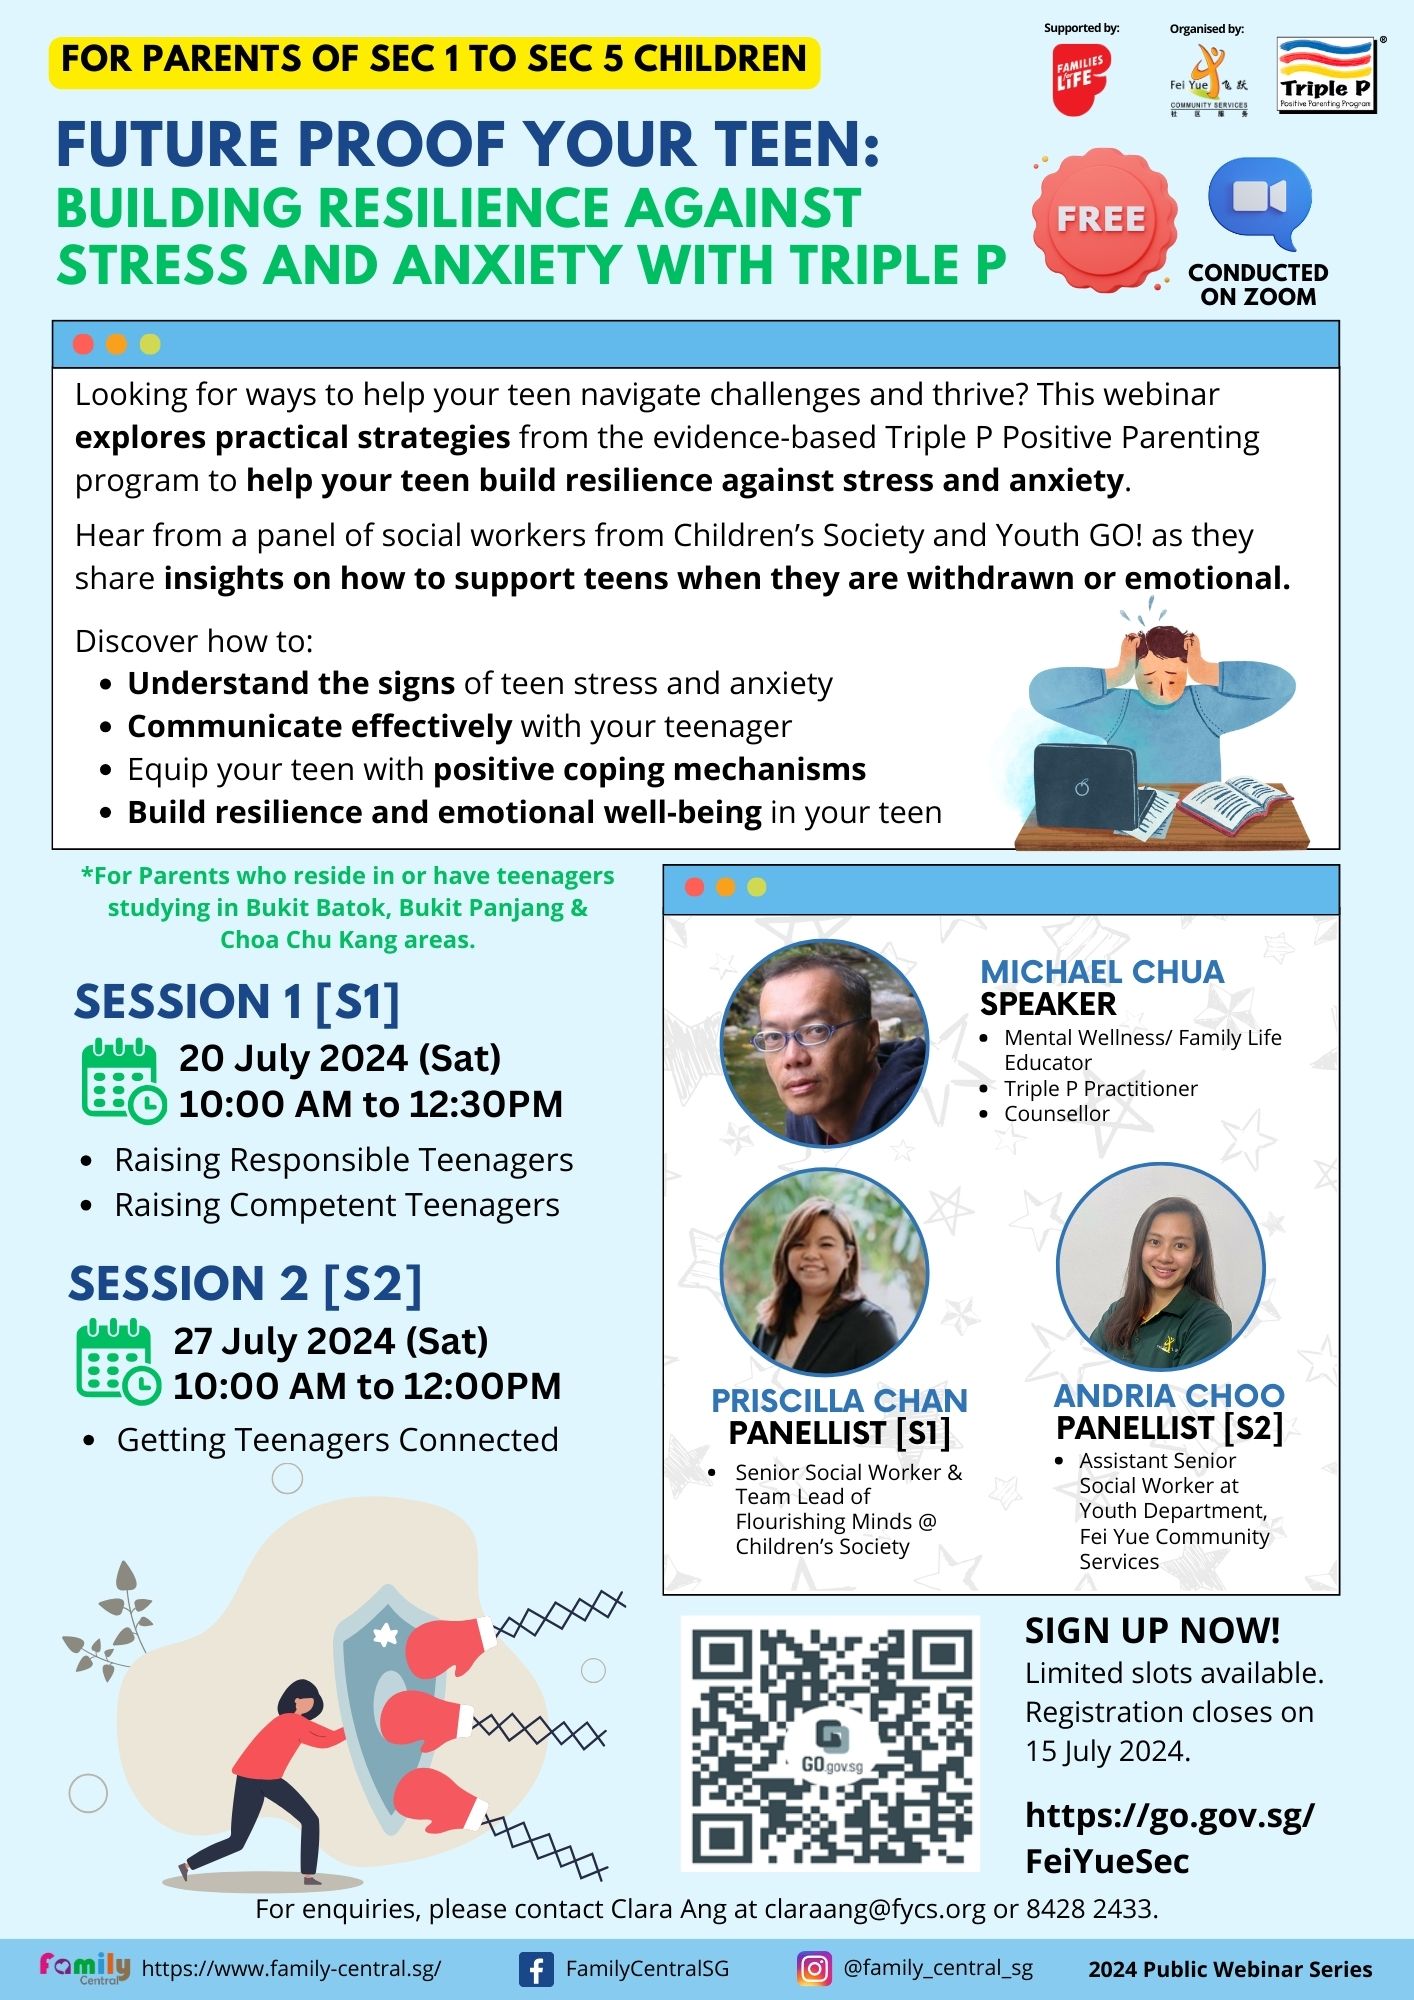 FOR PARENTS OF SEC 1 TO SEC 5 CHILDREN
Supported by:
FAMILIES
for
LiFE
Organised by:
Fei Yue 飞跃
COMMUNITY SERVICES
社 区 服 务
Triple P
®
Positive Parenting Program
FUTURE PROOF YOUR TEEN:
BUILDING RESILIENCE AGAINST
STRESS AND ANXIETY WITH TRIPLE P
FREE
CONDUCTED
ON ZOOM
Looking for ways to help your teen navigate challenges and thrive? This webinar
explores practical strategies from the evidence-based Triple P Positive Parenting
program to help your teen build resilience against stress and anxiety.
Hear from a panel of social workers from Children’s Society and Youth GO! as they
share insights on how to support teens when they are withdrawn or emotional.
Discover how to:
• Understand the signs of teen stress and anxiety
• Communicate effectively with your teenager
• Equip your teen with positive coping mechanisms
• Build resilience and emotional well-being in your teen
*For Parents who reside in or have teenagers
studying in Bukit Batok, Bukit Panjang &
Choa Chu Kang areas.
SESSION 1 [S1]
20 July 2024 (Sat)
10:00 AM to 12:30PM
• Raising Responsible Teenagers
• Raising Competent Teenagers
SESSION 2 [S2]
27 July 2024 (Sat)
10:00 AM to 12:00PM
• Getting Teenagers Connected
MICHAEL CHUA
SPEAKER
• Mental Wellness/ Family Life
Educator
• Triple P Practitioner
• Counsellor
PRISCILLA CHAN
PANELLIST [S1]
• Senior Social Worker &
Team Lead of
Flourishing Minds @
Children’s Society
ANDRIA CHOO
PANELLIST [S2]
• Assistant Senior
Social Worker at
Youth Department,
Fei Yue Community
Services
GO.gov.sg
SIGN UP NOW!
Limited slots available.
Registration closes on
15 July 2024.
https://go.gov.sg/
FeiYueSec
For enquiries, please contact Clara Ang at claraang@fycs.org or 8428 2433.
Family
Central
https://www.family-central.sg/
FamilyCentralSG
@family_central_sg
2024 Public Webinar Series